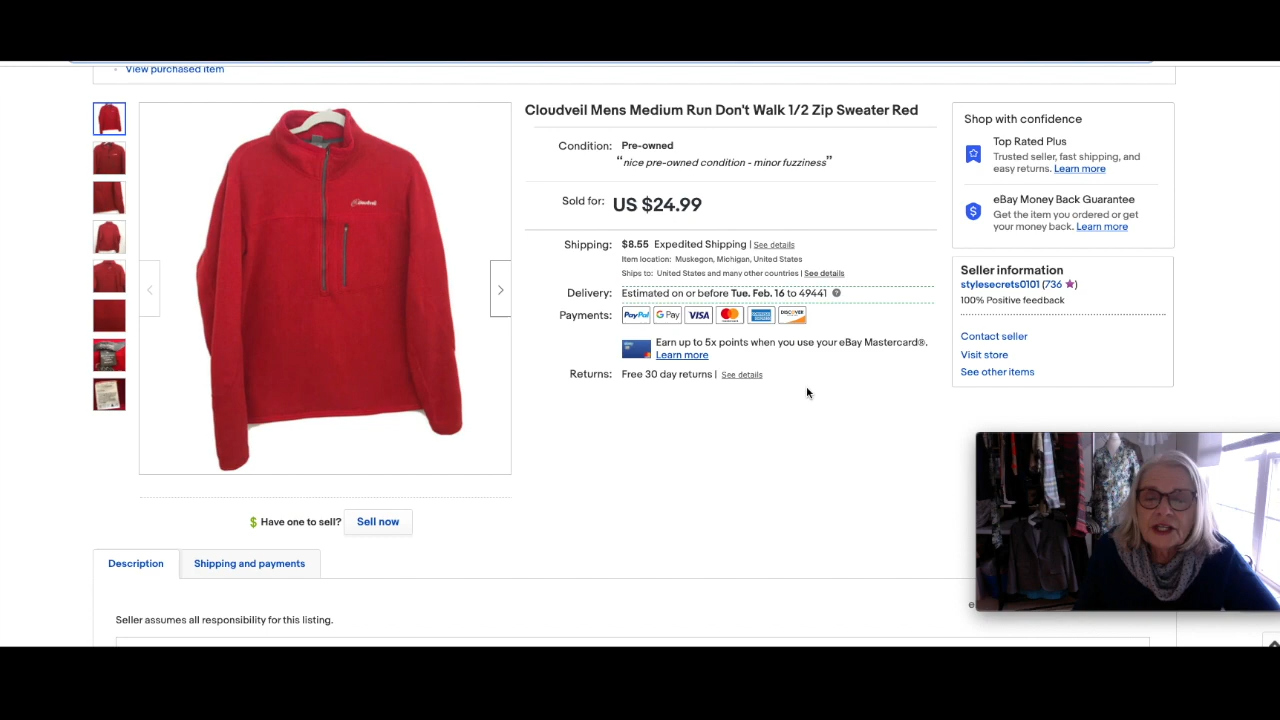 View purchased item
Cloudveil Mens Medium Run Don't Walk 1/2 Zip Sweater Red
Condition: Pre-owned
“nice pre-owned condition - minor fuzziness”
Sold for: US $24.99
Shipping: $8.55 Expedited Shipping | See details
Item location: Muskegon, Michigan, United States
Ships to: United States and many other countries | See details
Delivery: Estimated on or before Tue. Feb. 16 to 49441
Payments: PayPal G Pay VISA
Earn up to 5x points when you use your eBay Mastercard®.
Learn more
Returns: Free 30 day returns | See details
Shop with confidence
Top Rated Plus
Trusted seller, fast shipping, and
easy returns. Learn more
eBay Money Back Guarantee
Get the item you ordered or get
your money back. Learn more
Seller information
stylesecrets0101 (736)
100% Positive feedback
Contact seller
Visit store
See other items
Cloudveil
Have one to sell? Sell now
Description Shipping and payments
Seller assumes all responsibility for this listing.